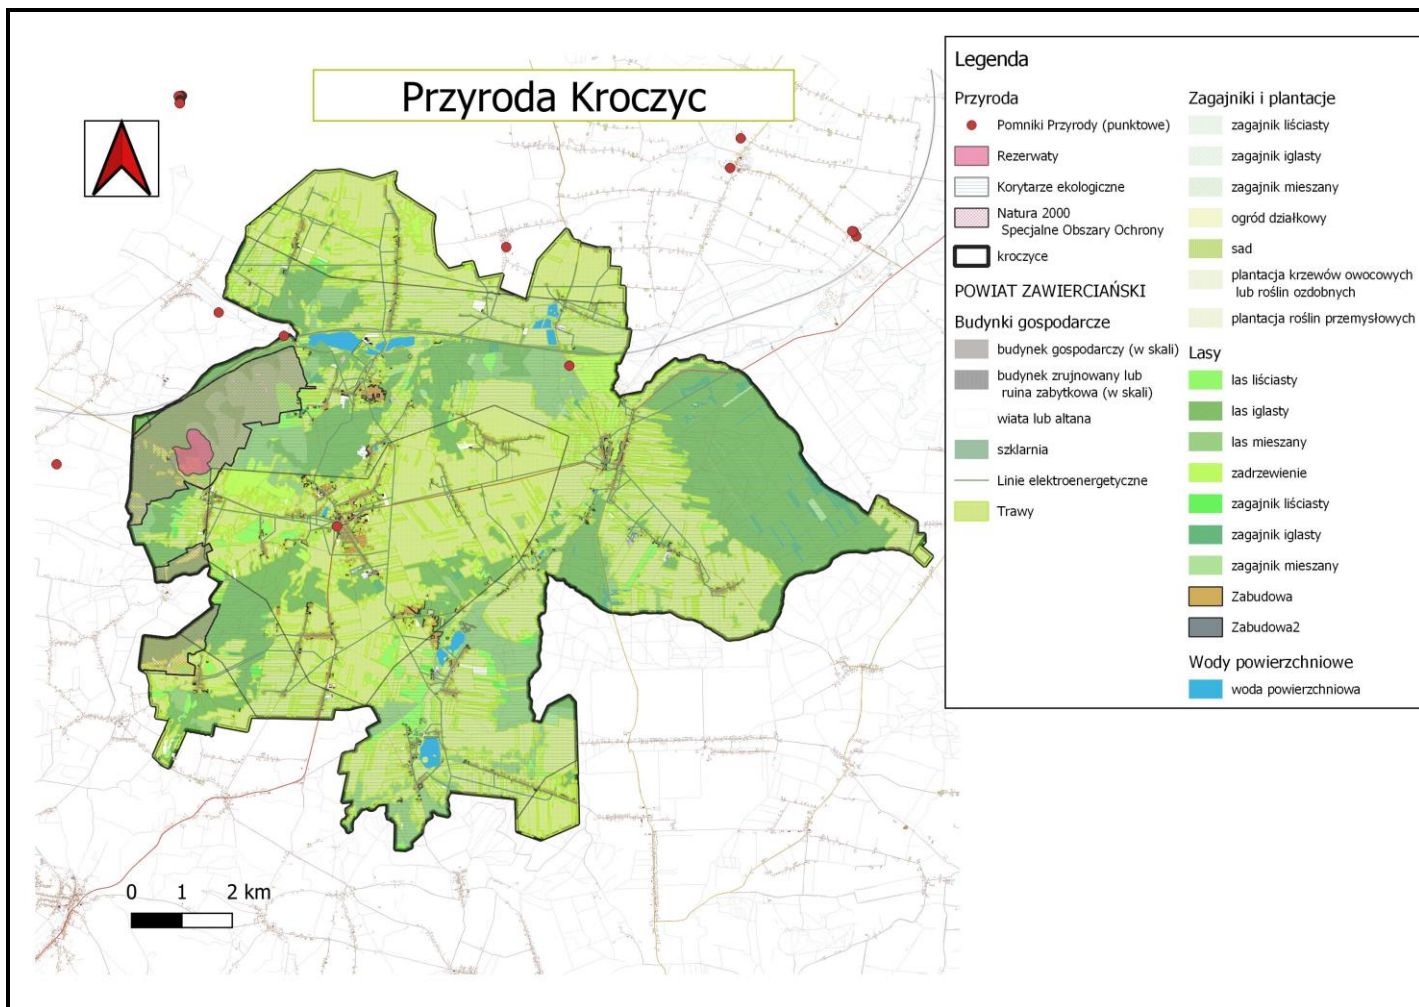 Przyroda Kroczyc
Legenda
Przyroda
Pomniki Przyrody (punktowe)
Rezerwaty
Korytarze ekologiczne
Natura 2000
Specjalne Obszary Ochrony
kroczyce
POWIAT ZAWIERCIAŃSKI
Budynki gospodarcze
budynek gospodarczy (w skali)
budynek zrujnowany lub
ruina zabytkowa (w skali)
wiata lub altana
szklarnia
Linie elektroenergetyczne
Trawy
Zagajniki i plantacje
zagajnik liściasty
zagajnik iglasty
zagajnik mieszany
ogród działkowy
sad
plantacja krzewów owocowych
lub roślin ozdobnych
plantacja roślin przemysłowych
Lasy
las liściasty
las iglasty
las mieszany
zadrzewienie
zagajnik liściasty
zagajnik iglasty
zagajnik mieszany
Zabudowa
Zabudowa2
Wody powierzchniowe
woda powierzchniowa
0 1 2 km